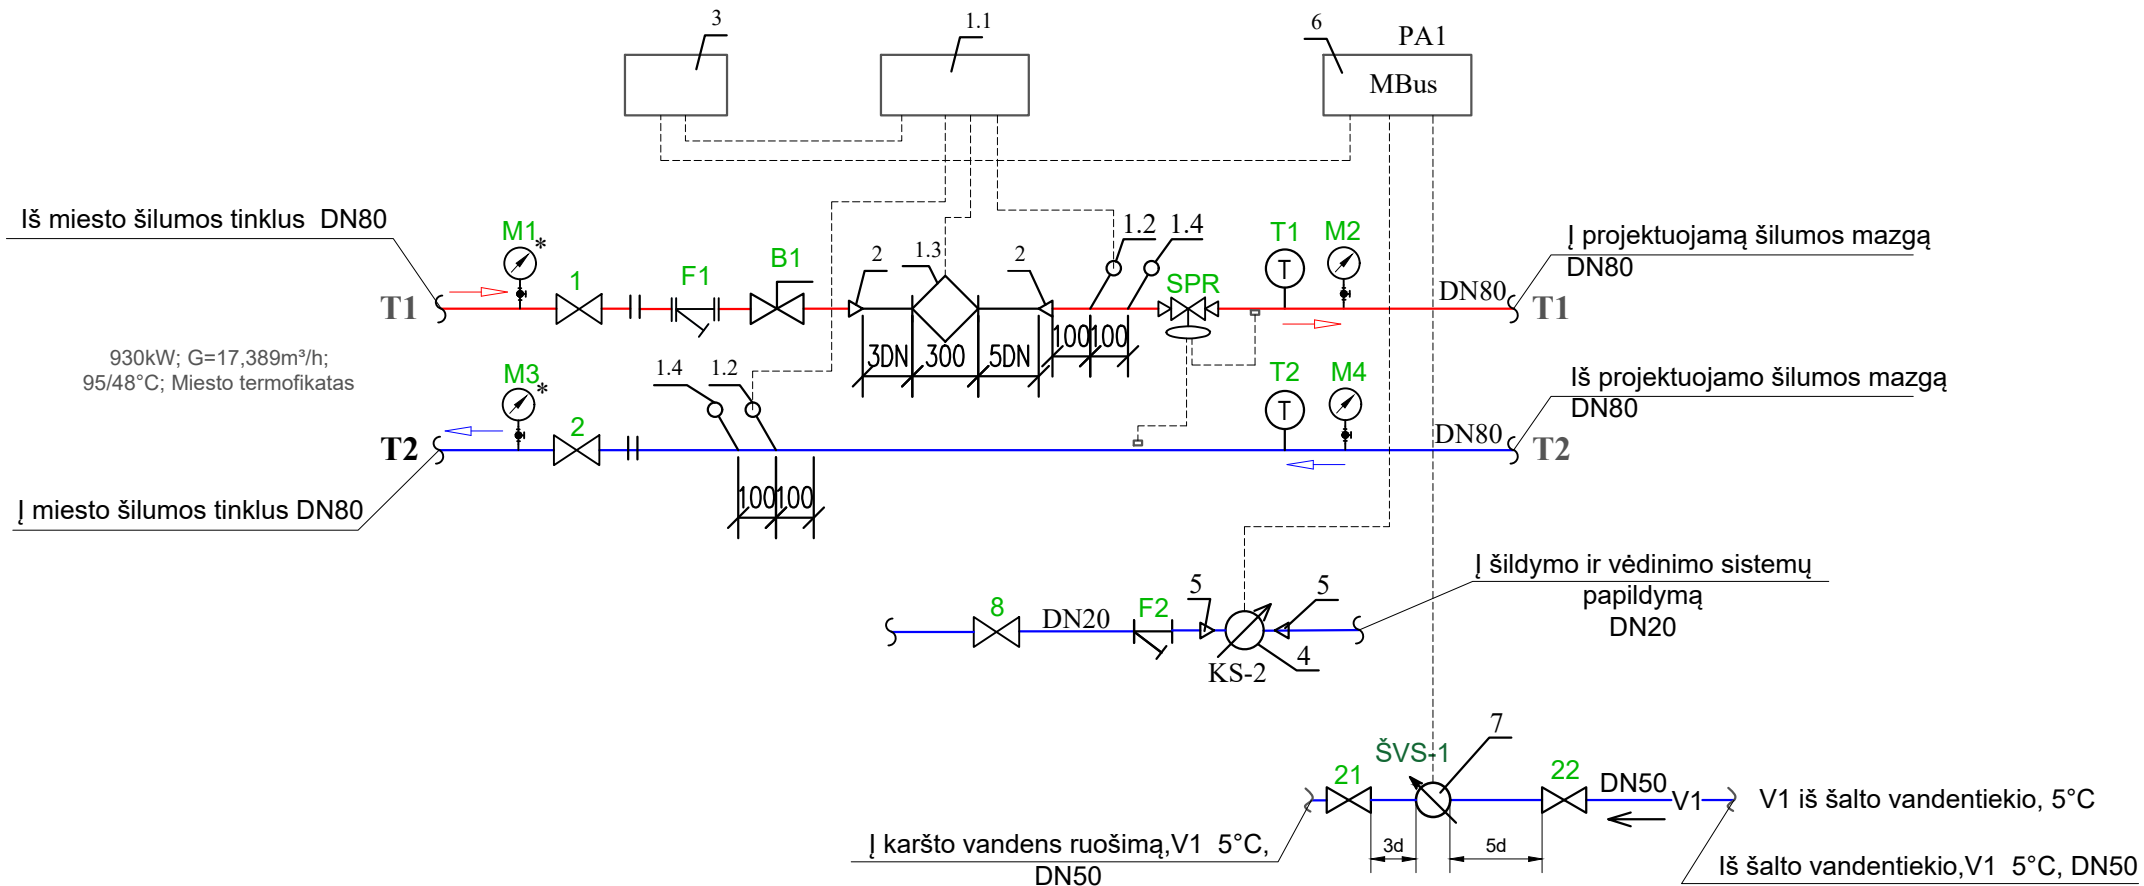 3
1.1
6
PA1
MBus
Iš miesto šilumos tinklus DN80
M1
*
1
F1
B1
2
1.3
2
1.2
1.4
SPR
T1
M2
Į projektuojamą šilumos mazgą
DN80
T1
DN80
T1
3DN
300
5DN
100
100
930kW; G=17,389m³/h;
95/48°C; Miesto termofikatas
M3
*
2
1.4
1.2
T2
M4
Iš projektuojamo šilumos mazgą
DN80
T
T
T2
DN80
T2
100
100
Į miesto šilumos tinklus DN80
8
DN20
F2
5
5
KS-2
4
Į šildymo ir vėdinimo sistemų
papildymą
DN20
ŠVS-1
7
21
22
DN50
V1
V1 iš šalto vandentiekio, 5°C
3d
5d
Į karšto vandens ruošimą,V1 5°C,
DN50
Iš šalto vandentiekio,V1 5°C, DN50